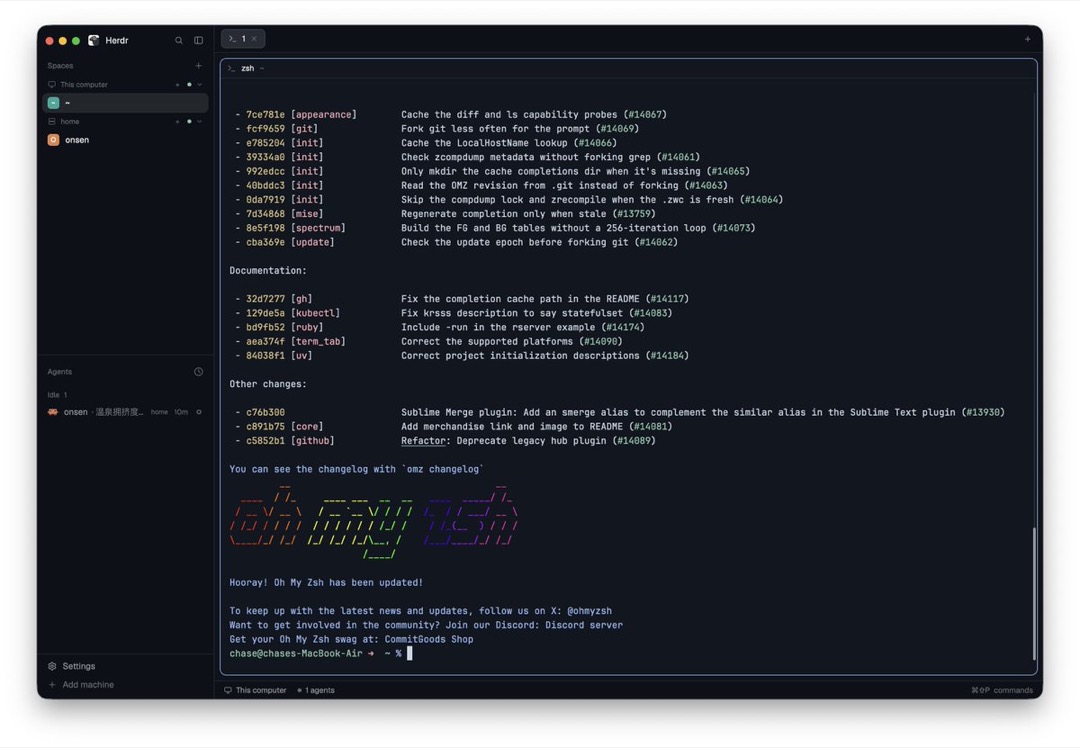 Herdr
Spaces
This computer
~
home
onsen
Agents
Idle 1
onsen · 温泉拥挤度… home 10m
Settings
Add machine
1
zsh ~
- 7ce781e [appearance] Cache the diff and ls capability probes (#14067)
- fcf9659 [git] Fork git less often for the prompt (#14069)
- e785204 [init] Cache the LocalHostName lookup (#14066)
- 39334a0 [init] Check zcompdump metadata without forking grep (#14061)
- 992edcc [init] Only mkdir the cache completions dir when it's missing (#14065)
- 40bddc3 [init] Read the OMZ revision from .git instead of forking (#14063)
- 0da7919 [init] Skip the compdump lock and zrecompile when the .zwc is fresh (#14064)
- 7d34868 [mise] Regenerate completion only when stale (#13759)
- 8e5f198 [spectrum] Build the FG and BG tables without a 256-iteration loop (#14073)
- cba369e [update] Check the update epoch before forking git (#14062)
Documentation:
- 32d7277 [gh] Fix the completion cache path in the README (#14117)
- 129de5a [kubectl] Fix krsss description to say statefulset (#14083)
- bd9fb52 [ruby] Include -run in the rserver example (#14174)
- aea374f [term_tab] Correct the supported platforms (#14090)
- 84038f1 [uv] Correct project initialization descriptions (#14184)
Other changes:
- c76b300 Sublime Merge plugin: Add an smerge alias to complement the similar alias in the Sublime Text plugin (#13930)
- c891b75 [core] Add merchandise link and image to README (#14081)
- c5852b1 [github] Refactor: Deprecate legacy hub plugin (#14089)
You can see the changelog with `omz changelog`
oh my zsh
Hooray! Oh My Zsh has been updated!
To keep up with the latest news and updates, follow us on X: @ohmyzsh
Want to get involved in the community? Join our Discord: Discord server
Get your Oh My Zsh swag at: CommitGoods Shop
chase@chases-MacBook-Air ➜ ~ %
This computer 1 agents
⌘⇧P commands